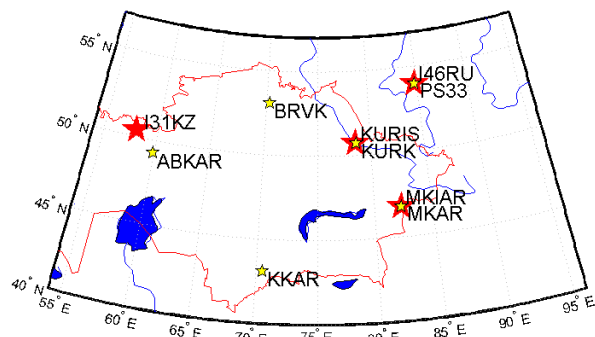 55° N
I46RU
PS33
BRVK
I31KZ
50° N
KURIS
KURK
ABKAR
MKIAR
MKAR
45° N
KKAR
40° N
55° E
60° E
65° E
70° E
75° E
80° E
85° E
90° E
95° E